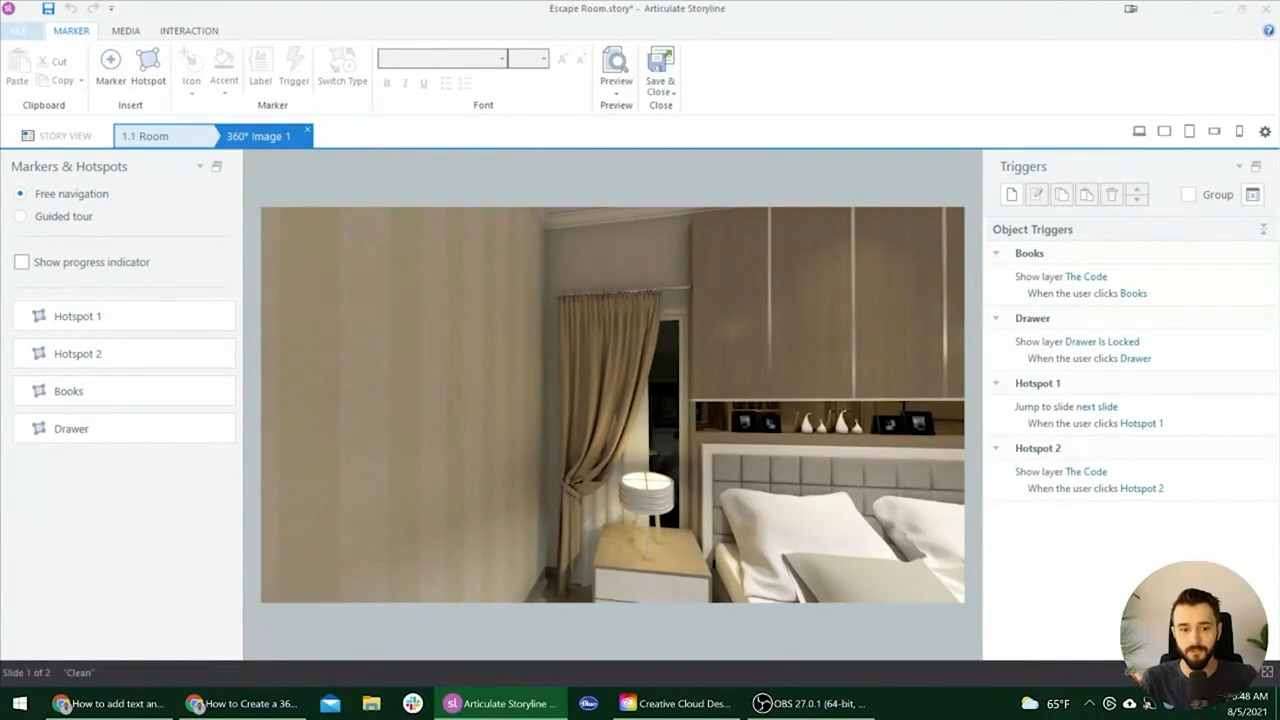 sl
Escape Room.story* - Articulate Storyline
FILE
MARKER
MEDIA
INTERACTION
Paste
Cut
Copy
Clipboard
Marker
Hotspot
Insert
Icon
Accent
Label
Trigger
Switch Type
Marker
B
I
U
Font
Preview
Preview
Save &
Close
Close
STORY VIEW
1.1 Room
360° Image 1
Markers & Hotspots
Free navigation
Guided tour
Show progress indicator
Hotspot 1
Hotspot 2
Books
Drawer
Triggers
Group
Object Triggers
Books
Show layer The Code
When the user clicks Books
Drawer
Show layer Drawer Is Locked
When the user clicks Drawer
Hotspot 1
Jump to slide next slide
When the user clicks Hotspot 1
Hotspot 2
Show layer The Code
When the user clicks Hotspot 2
Slide 1 of 2
"Clean"
How to add text an...
How to Create a 36...
Articulate Storyline ...
Creative Cloud Des...
OBS 27.0.1 (64-bit, ...
65°F
:48 AM
8/5/2021